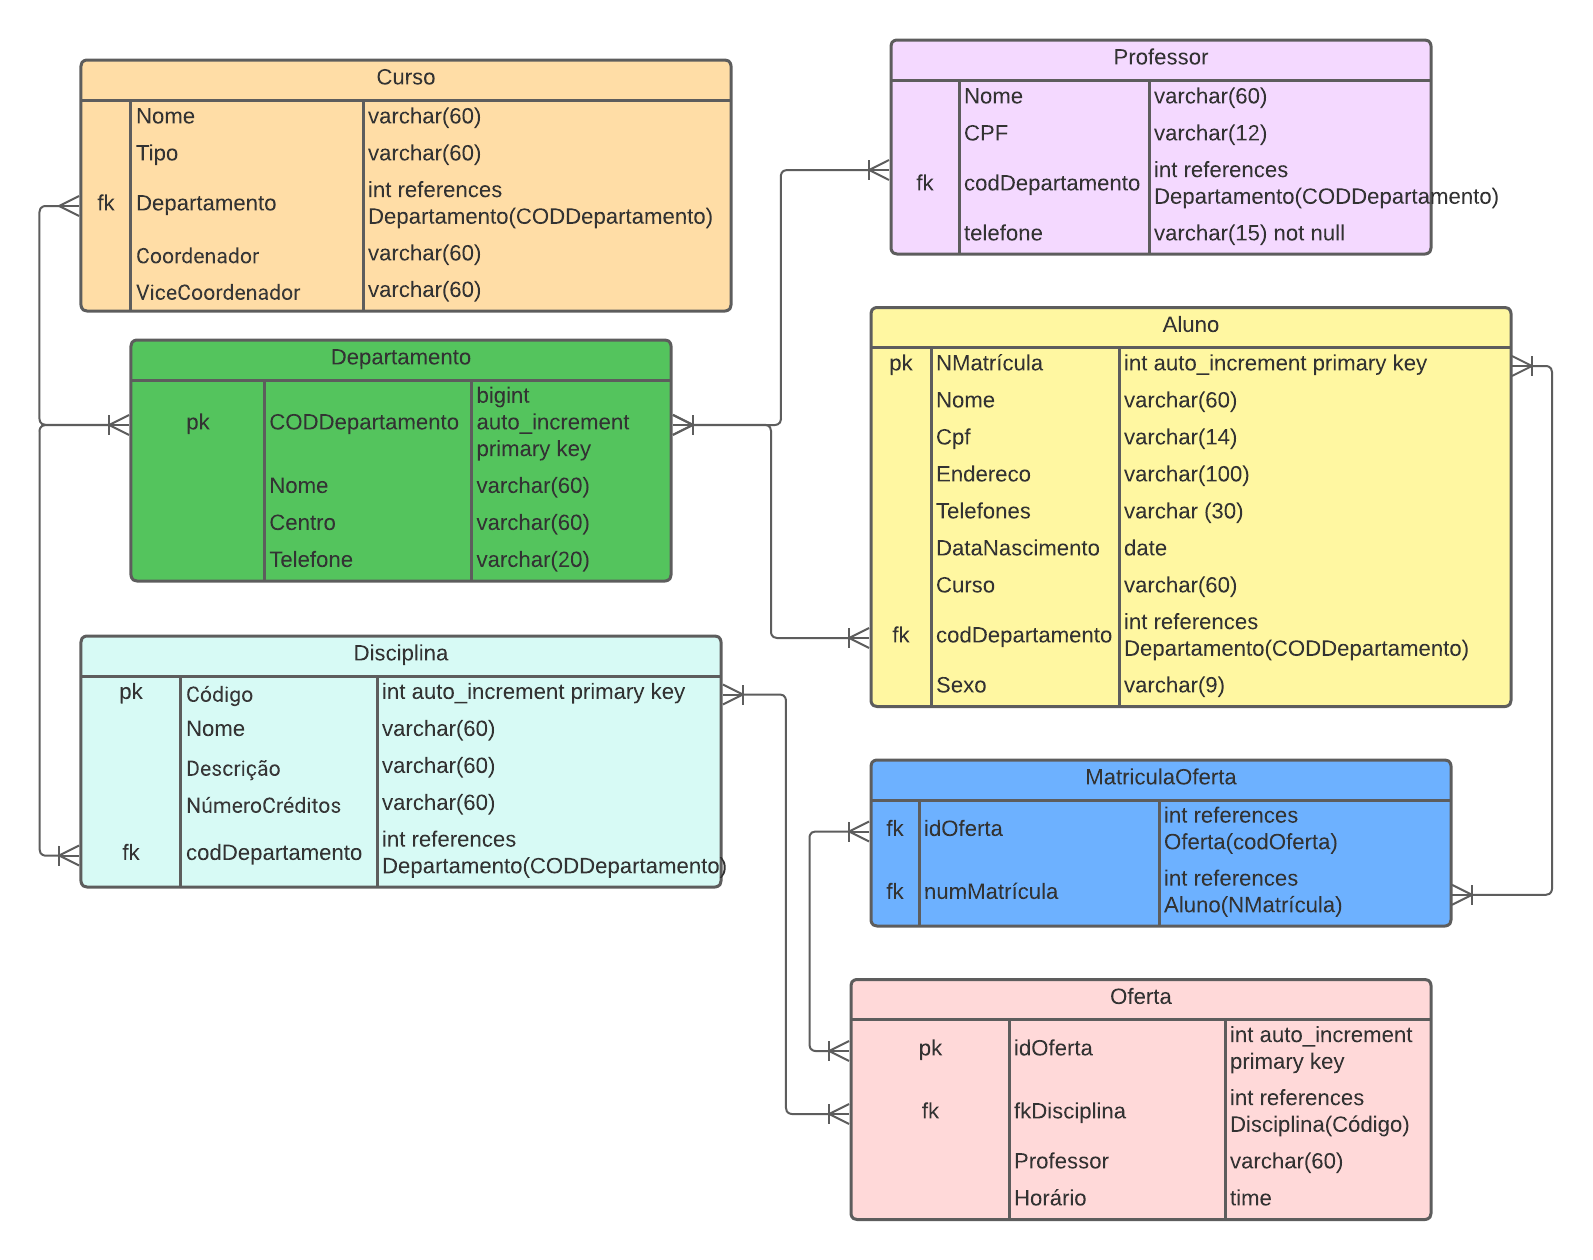 Curso
Nome varchar(60)
Tipo varchar(60)
fk Departamento int references
Departamento(CODDepartamento)
Coordenador varchar(60)
ViceCoordenador varchar(60)
Departamento
pk CODDepartamento bigint
auto_increment
primary key
Nome varchar(60)
Centro varchar(60)
Telefone varchar(20)
Disciplina
pk Código int auto_increment primary key
Nome varchar(60)
Descrição varchar(60)
NúmeroCréditos varchar(60)
fk codDepartamento int references
Departamento(CODDepartamento)
Professor
Nome varchar(60)
CPF varchar(12)
fk codDepartamento int references
Departamento(CODDepartamento)
telefone varchar(15) not null
Aluno
pk NMatrícula int auto_increment primary key
Nome varchar(60)
Cpf varchar(14)
Endereco varchar(100)
Telefones varchar (30)
DataNascimento date
Curso varchar(60)
fk codDepartamento int references
Departamento(CODDepartamento)
Sexo varchar(9)
MatriculaOferta
fk idOferta int references
Oferta(codOferta)
fk numMatrícula int references
Aluno(NMatrícula)
Oferta
pk idOferta int auto_increment
primary key
fk fkDisciplina int references
Disciplina(Código)
Professor varchar(60)
Horário time